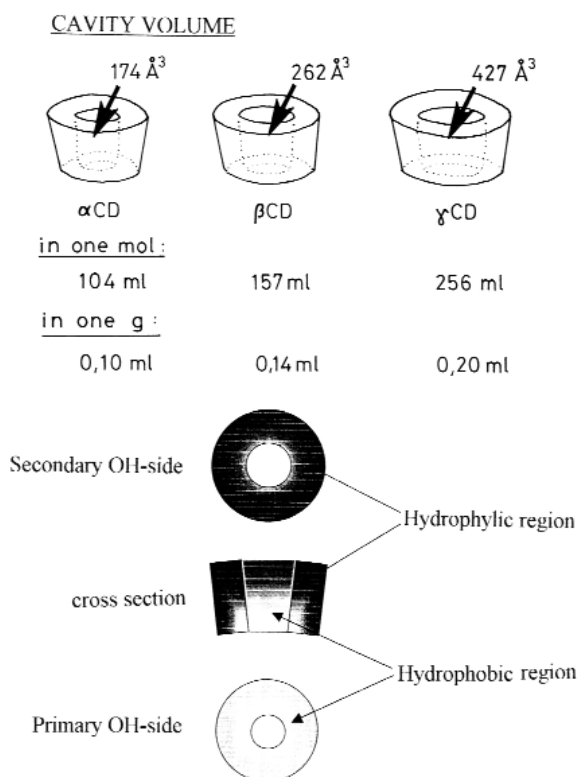 CAVITY VOLUME
174 Å³ 262 Å³ 427 Å³
αCD βCD γCD
in one mol:
104 ml 157 ml 256 ml
in one g:
0,10 ml 0,14 ml 0,20 ml
Secondary OH-side
Hydrophylic region
cross section
Hydrophobic region
Primary OH-side